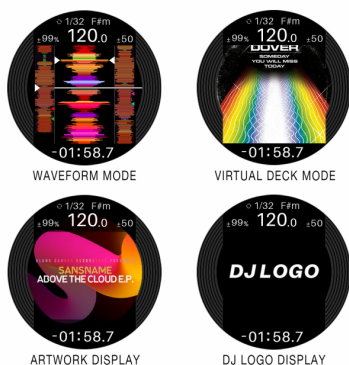 1/32 F#m
±99% 120.0 ±50
-01:58.7
WAVEFORM MODE
1/32 F#m
±99% 120.0 ±50
DOVER
SOMEDAY
YOU WILL MISS
TODAY
-01:58.7
VIRTUAL DECK MODE
1/32 F#m
±99% 120.0 ±50
SANSNAME
ABOVE THE CLOUD E.P.
-01:58.7
ARTWORK DISPLAY
1/32 F#m
±99% 120.0 ±50
DJ LOGO
-01:58.7
DJ LOGO DISPLAY